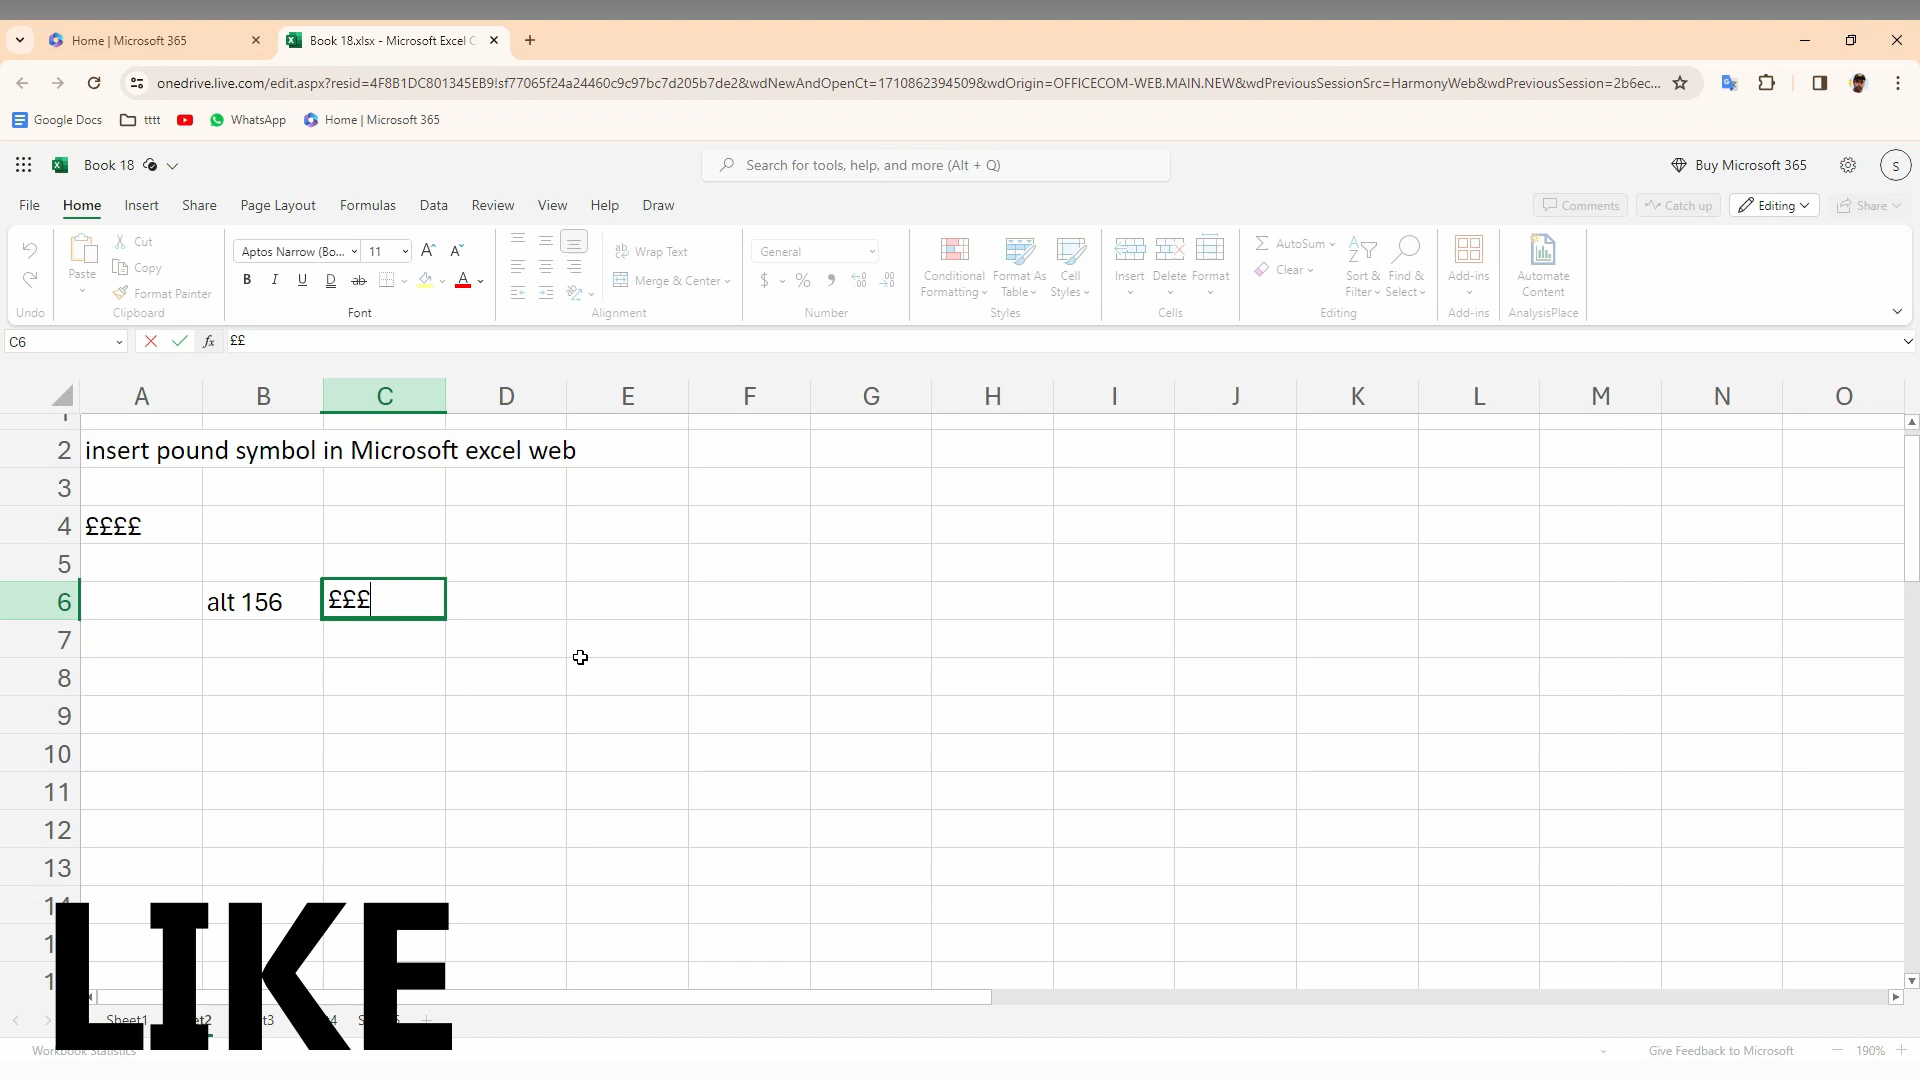 Home | Microsoft 365
Book 18.xlsx - Microsoft Excel
onedrive.live.com/edit.aspx?resid=4F8B1DC801345EB9!sf77065f24a24460c9c97bc7d205b7de2&wdNewAndOpenCt=1710862394509&wdOrigin=OFFICECOM-WEB.MAIN.NEW&wdPreviousSessionSrc=HarmonyWeb&wdPreviousSession=2b6ec...
Google Docs tttt WhatsApp Home | Microsoft 365
Book 18 Search for tools, help, and more (Alt + Q) Buy Microsoft 365 S
File Home Insert Share Page Layout Formulas Data Review View Help Draw Comments Catch up Editing Share
Paste Cut Copy Format Painter
Aptos Narrow (Bo... 11
B I U D ab A
Wrap Text
Merge & Center
General
$ %
Conditional Formatting Format As Table Cell Styles
Insert Delete Format
AutoSum Clear Sort & Filter Find & Select
Add-ins
Automate Content
Undo Clipboard Font Alignment Number Styles Cells Editing Add-ins AnalysisPlace
C6 fx ££
A B C D E F G H I J K L M N O
1
2 insert pound symbol in Microsoft excel web
3
4 ££££
5
6 alt 156 £££
7
8
9
10
11
12
13
LIKE
Sheet1
Workbook Statistics Give Feedback to Microsoft 190%